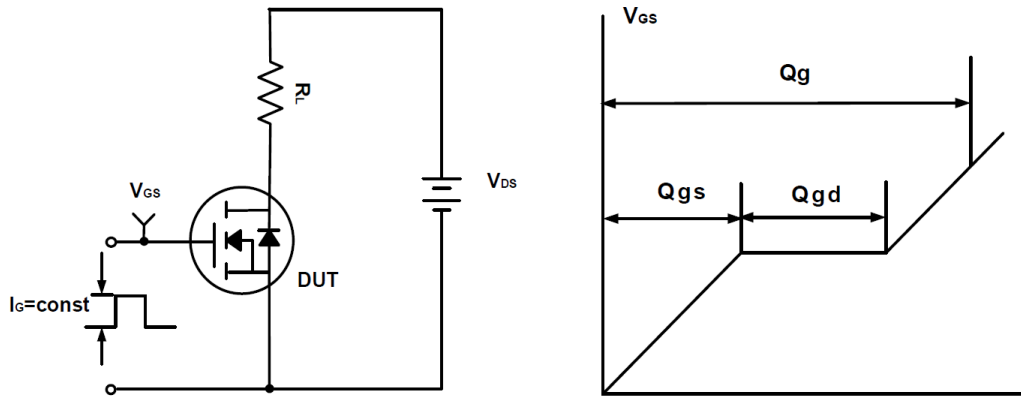 RL
VGS
VDS
DUT
IG=const
VGS
Qg
Qgs
Qgd